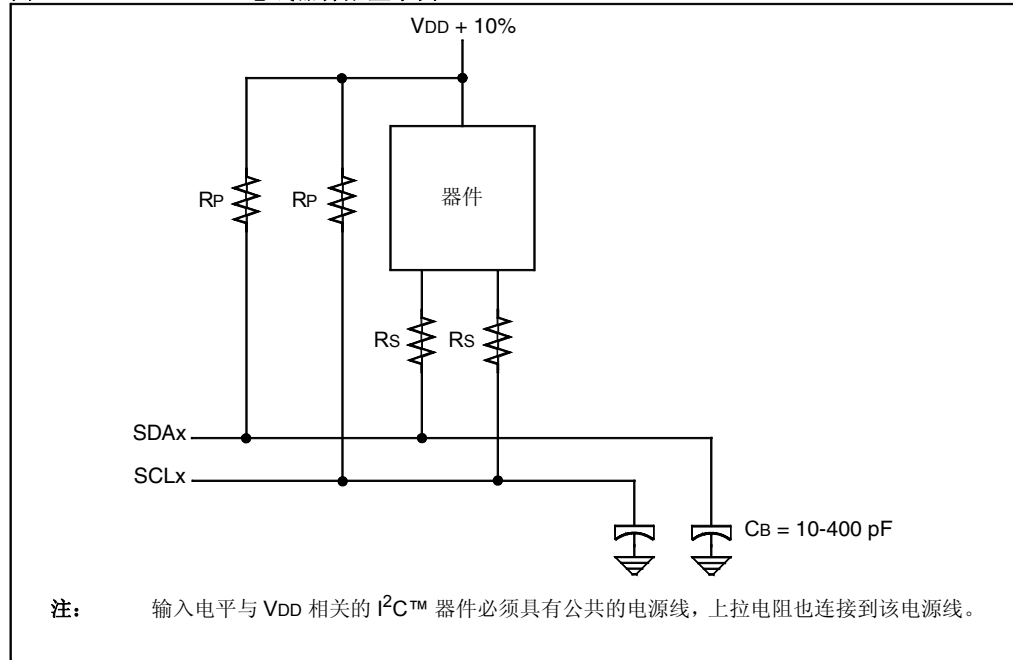 VDD + 10%
RP
RP
器件
RS
RS
SDAx
SCLx
CB = 10-400 pF
注： 输入电平与 VDD 相关的 I²C™ 器件必须具有公共的电源线，上拉电阻也连接到该电源线。